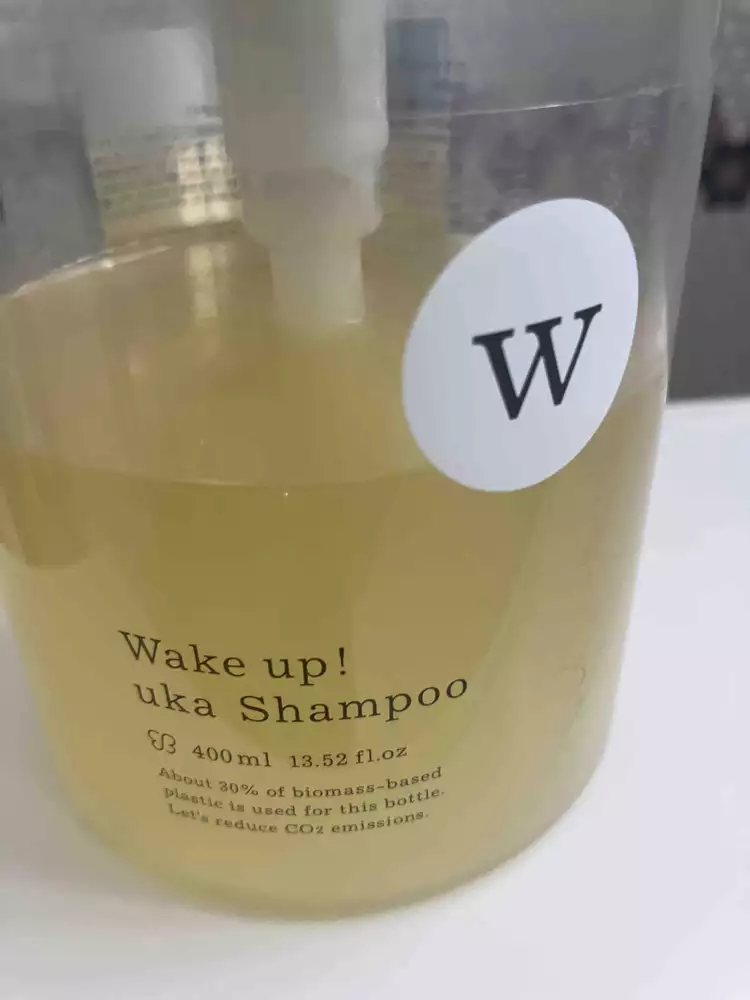 W
Wake up!
uka Shampoo
400ml 13.52 fl.oz
About 30% of biomass-based
plastic is used for this bottle.
Let's reduce CO2 emissions.